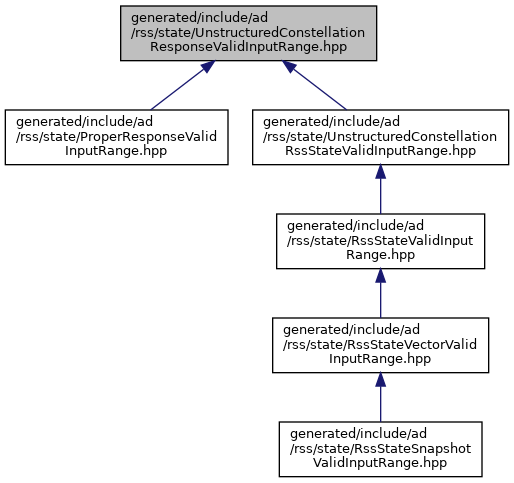 generated/include/ad
/rss/state/UnstructuredConstellation
ResponseValidInputRange.hpp
generated/include/ad
/rss/state/ProperResponseValid
InputRange.hpp
generated/include/ad
/rss/state/UnstructuredConstellation
RssStateValidInputRange.hpp
generated/include/ad
/rss/state/RssStateValidInput
Range.hpp
generated/include/ad
/rss/state/RssStateVectorValid
InputRange.hpp
generated/include/ad
/rss/state/RssStateSnapshot
ValidInputRange.hpp